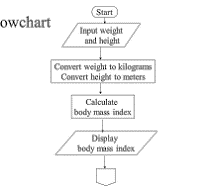 Start
owchart
Input weight
and height
Convert weight to kilograms
Convert height to meters
Calculate
body mass index
Display
body mass index